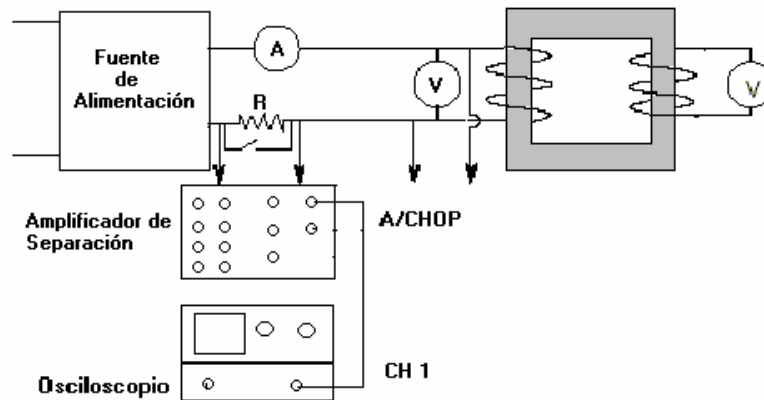 Fuente
de
Alimentación
A
V
V
R
Amplificador de
Separación
A/CHOP
Osciloscopio
CH 1